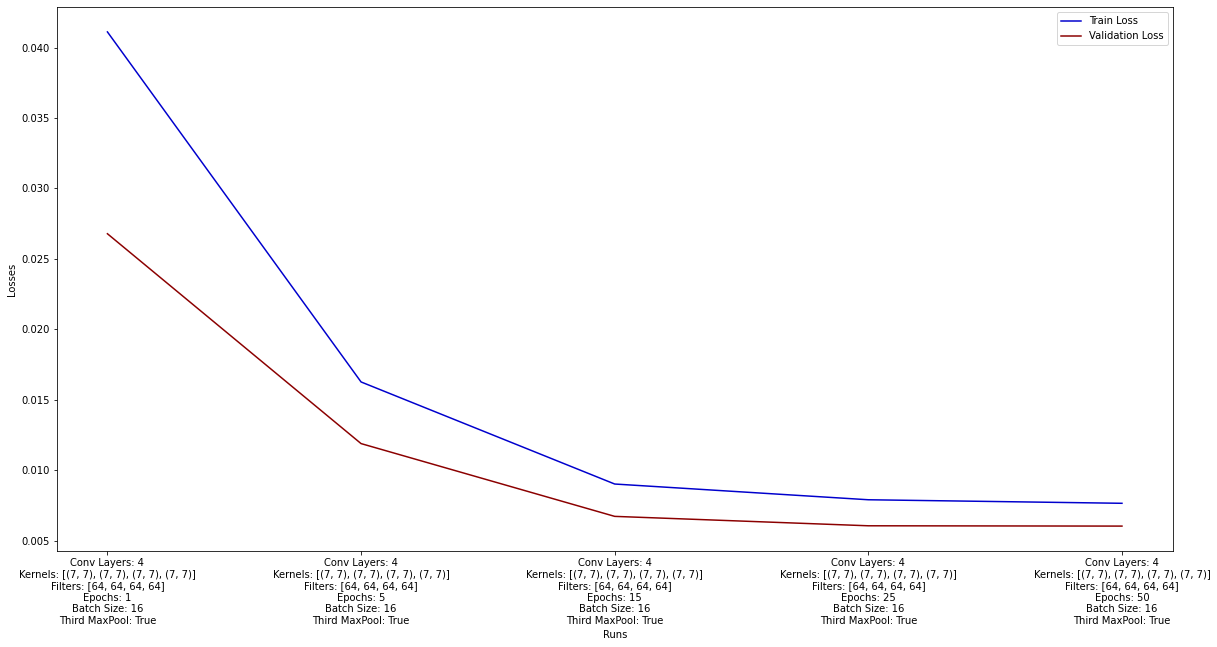 Train Loss
Validation Loss
0.040
0.035
0.030
0.025
0.020
0.015
0.010
0.005
Losses
Conv Layers: 4
Kernels: [(7, 7), (7, 7), (7, 7), (7, 7)]
Filters: [64, 64, 64, 64]
Epochs: 1
Batch Size: 16
Third MaxPool: True
Conv Layers: 4
Kernels: [(7, 7), (7, 7), (7, 7), (7, 7)]
Filters: [64, 64, 64, 64]
Epochs: 5
Batch Size: 16
Third MaxPool: True
Conv Layers: 4
Kernels: [(7, 7), (7, 7), (7, 7), (7, 7)]
Filters: [64, 64, 64, 64]
Epochs: 15
Batch Size: 16
Third MaxPool: True
Conv Layers: 4
Kernels: [(7, 7), (7, 7), (7, 7), (7, 7)]
Filters: [64, 64, 64, 64]
Epochs: 25
Batch Size: 16
Third MaxPool: True
Conv Layers: 4
Kernels: [(7, 7), (7, 7), (7, 7), (7, 7)]
Filters: [64, 64, 64, 64]
Epochs: 50
Batch Size: 16
Third MaxPool: True
Runs